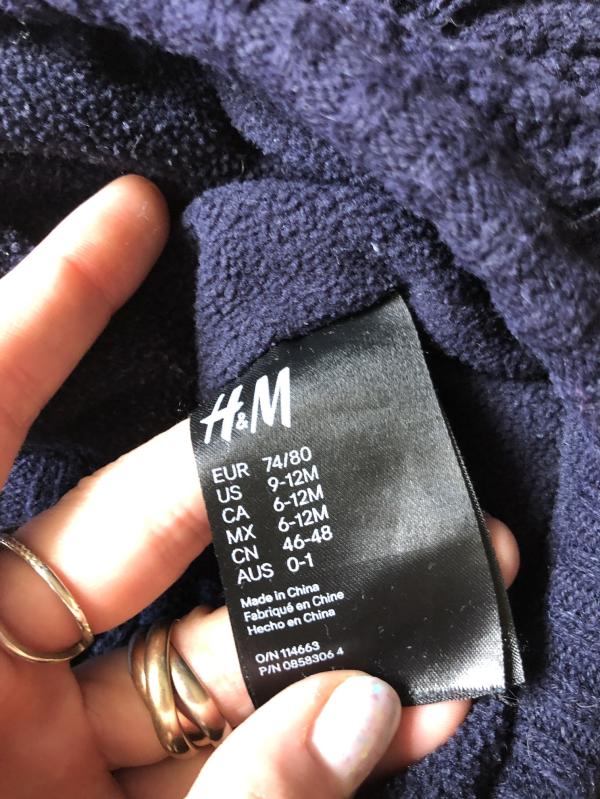 H&M
EUR 74/80
US 9-12M
CA 6-12M
MX 6-12M
CN 46-48
AUS 0-1
Made in China
Fabriqué en Chine
Hecho en China
O/N 114663
P/N 0858306 4